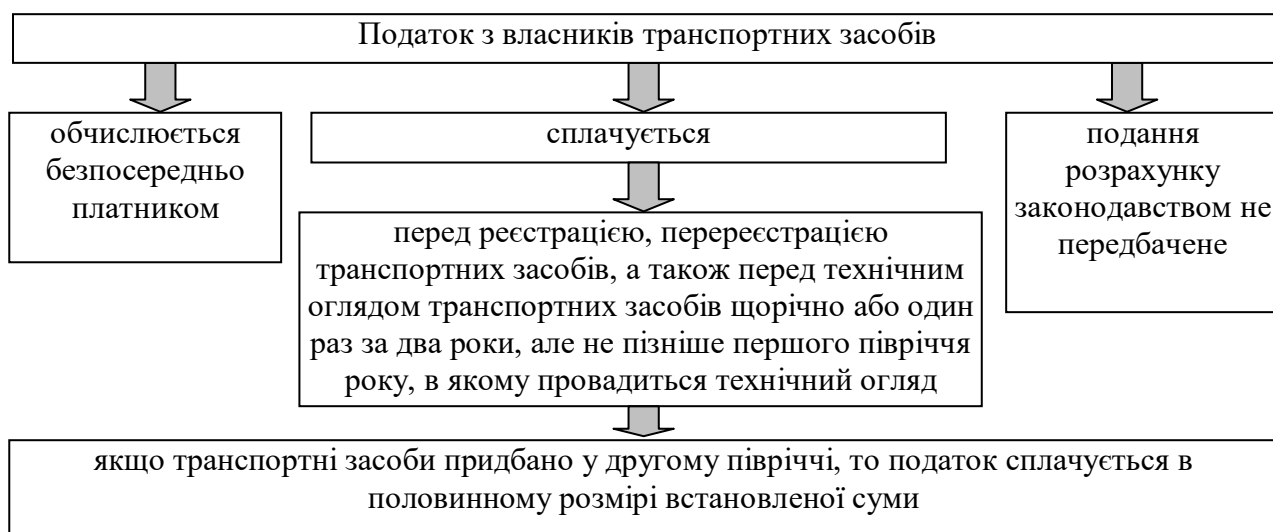 Податок з власників транспортних засобів
обчислюється
безпосередньо
платником
сплачується
подання
розрахунку
законодавством не
передбачене
перед реєстрацією, перереєстрацією
транспортних засобів, а також перед технічним
оглядом транспортних засобів щорічно або один
раз за два роки, але не пізніше першого півріччя
року, в якому провадиться технічний огляд
якщо транспортні засоби придбано у другому півріччі, то податок сплачується в
половинному розмірі встановленої суми